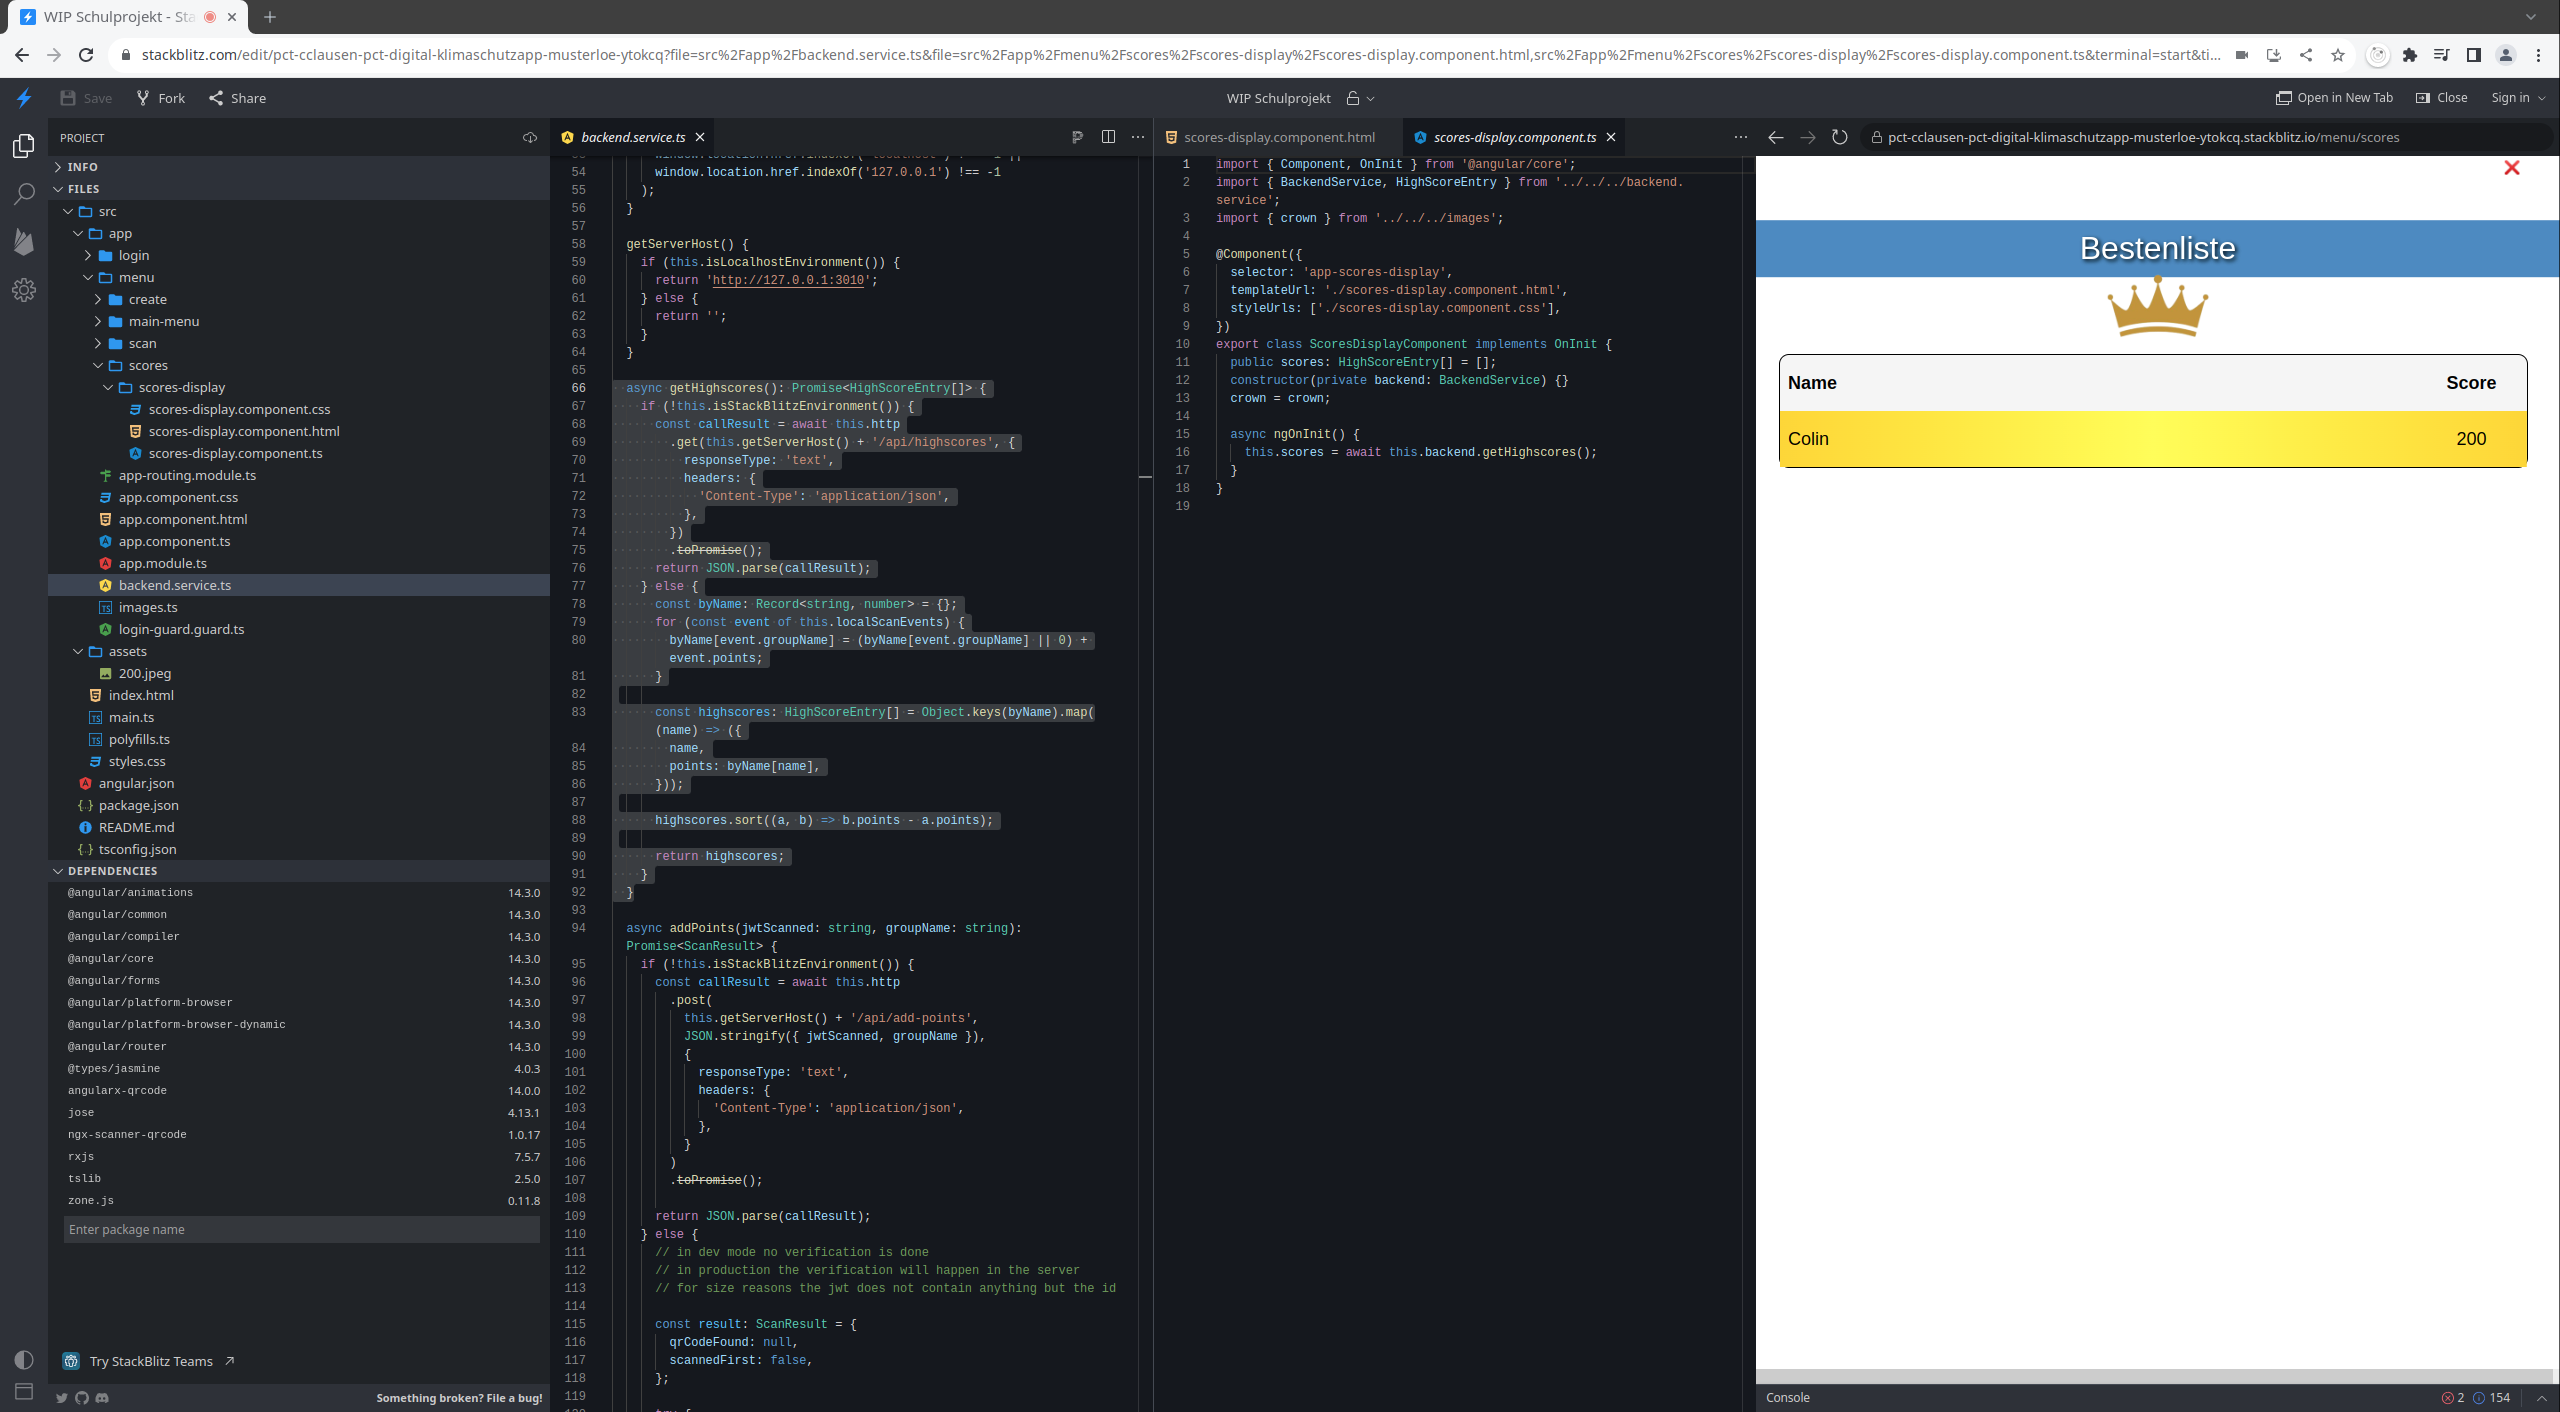 WIP Schulprojekt - Sta
stackblitz.com/edit/pct-cclausen-pct-digital-klimaschutzapp-musterloe-ytokcq?file=src%2Fapp%2Fbackend.service.ts&file=src%2Fapp%2Fmenu%2Fscores%2Fscores-display%2Fscores-display.component.html,src%2Fapp%2Fmenu%2Fscores%2Fscores-display%2Fscores-display.component.ts&terminal=start&ti...
Save Fork Share WIP Schulprojekt Open in New Tab Close Sign in
PROJECT
INFO
FILES
src
app
login
menu
create
main-menu
scan
scores
scores-display
scores-display.component.css
scores-display.component.html
scores-display.component.ts
app-routing.module.ts
app.component.css
app.component.html
app.component.ts
app.module.ts
backend.service.ts
images.ts
login-guard.guard.ts
assets
200.jpeg
index.html
main.ts
polyfills.ts
styles.css
angular.json
package.json
README.md
tsconfig.json
DEPENDENCIES
@angular/animations 14.3.0
@angular/common 14.3.0
@angular/compiler 14.3.0
@angular/core 14.3.0
@angular/forms 14.3.0
@angular/platform-browser 14.3.0
@angular/platform-browser-dynamic 14.3.0
@angular/router 14.3.0
@types/jasmine 4.0.3
angularx-qrcode 14.0.0
jose 4.13.1
ngx-scanner-qrcode 1.0.17
rxjs 7.5.7
tslib 2.5.0
zone.js 0.11.8
Enter package name
Try StackBlitz Teams
Something broken? File a bug!
backend.service.ts
54 window.location.href.indexOf('127.0.0.1') !== -1
55 );
56 }
57
58 getServerHost() {
59 if (this.isLocalhostEnvironment()) {
60 return 'http://127.0.0.1:3010';
61 } else {
62 return '';
63 }
64 }
65
66 async getHighscores(): Promise<HighScoreEntry[]> {
67 if (!this.isStackBlitzEnvironment()) {
68 const callResult = await this.http
69 .get(this.getServerHost() + '/api/highscores', {
70 responseType: 'text',
71 headers: {
72 'Content-Type': 'application/json',
73 },
74 })
75 .toPromise();
76 return JSON.parse(callResult);
77 } else {
78 const byName: Record<string, number> = {};
79 for (const event of this.localScanEvents) {
80 byName[event.groupName] = (byName[event.groupName] || 0) +
event.points;
81 }
82
83 const highscores: HighScoreEntry[] = Object.keys(byName).map(
(name) => ({
84 name,
85 points: byName[name],
86 }));
87
88 highscores.sort((a, b) => b.points - a.points);
89
90 return highscores;
91 }
92 }
93
94 async addPoints(jwtScanned: string, groupName: string):
Promise<ScanResult> {
95 if (!this.isStackBlitzEnvironment()) {
96 const callResult = await this.http
97 .post(
98 this.getServerHost() + '/api/add-points',
99 JSON.stringify({ jwtScanned, groupName }),
100 {
101 responseType: 'text',
102 headers: {
103 'Content-Type': 'application/json',
104 },
105 }
106 )
107 .toPromise();
108
109 return JSON.parse(callResult);
110 } else {
111 // in dev mode no verification is done
112 // in production the verification will happen in the server
113 // for size reasons the jwt does not contain anything but the id
114
115 const result: ScanResult = {
116 qrCodeFound: null,
117 scannedFirst: false,
118 };
119
scores-display.component.html scores-display.component.ts
1 import { Component, OnInit } from '@angular/core';
2 import { BackendService, HighScoreEntry } from '../../../backend.
service';
3 import { crown } from '../../../images';
4
5 @Component({
6 selector: 'app-scores-display',
7 templateUrl: './scores-display.component.html',
8 styleUrls: ['./scores-display.component.css'],
9 })
10 export class ScoresDisplayComponent implements OnInit {
11 public scores: HighScoreEntry[] = [];
12 constructor(private backend: BackendService) {}
13 crown = crown;
14
15 async ngOnInit() {
16 this.scores = await this.backend.getHighscores();
17 }
18 }
19
pct-cclausen-pct-digital-klimaschutzapp-musterloe-ytokcq.stackblitz.io/menu/scores
Bestenliste
Name Score
Colin 200
Console 2 154